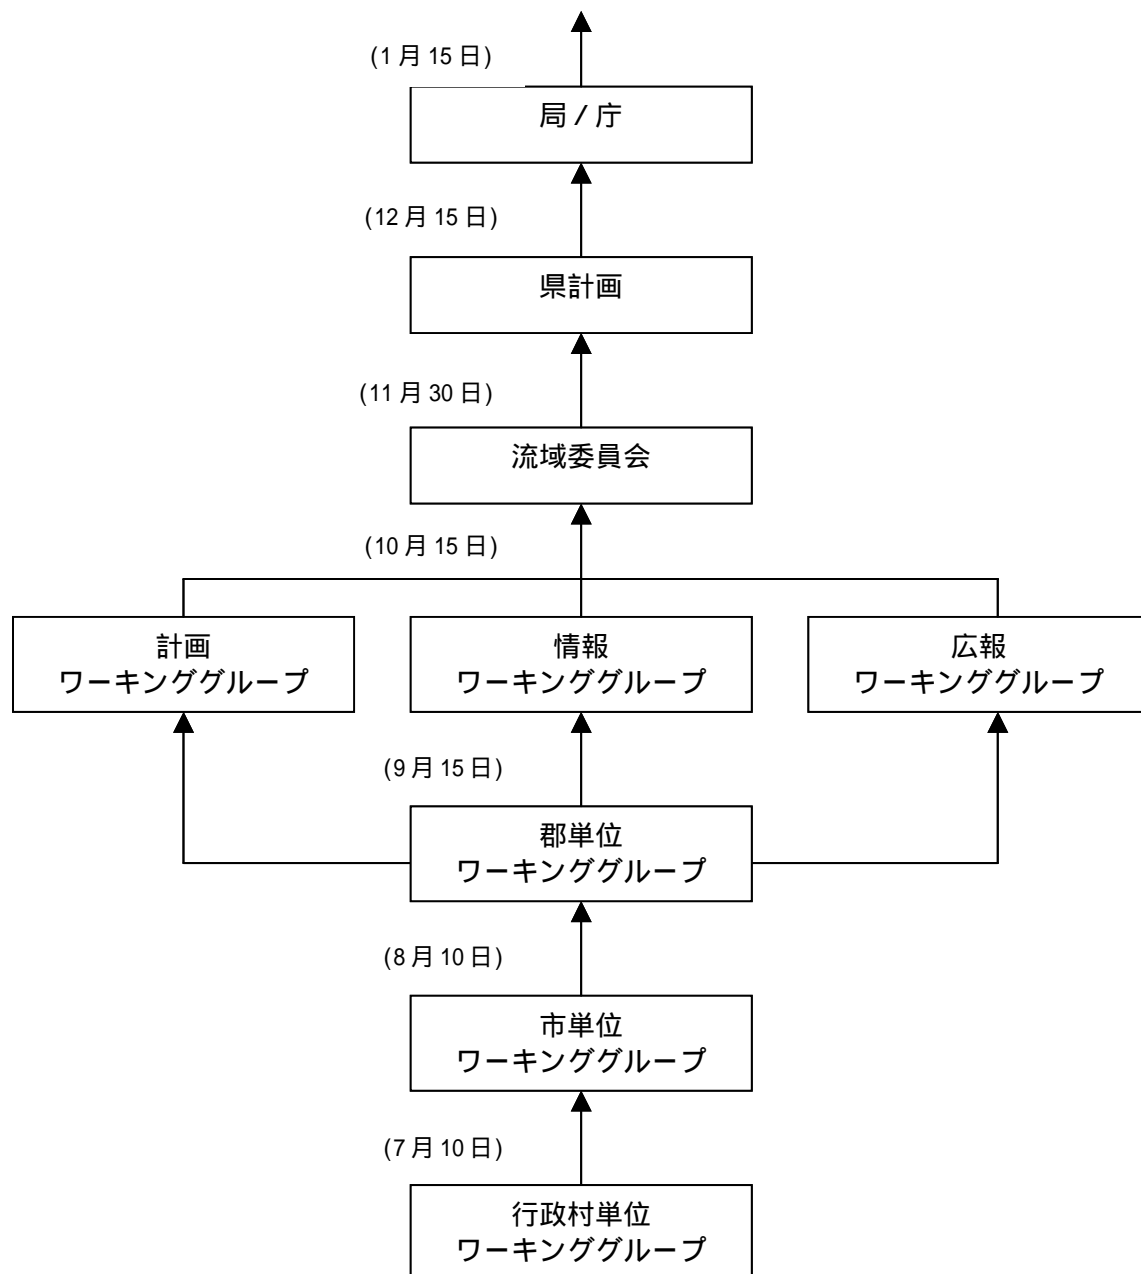 (1月15日)
局／庁
(12月15日)
県計画
(11月30日)
流域委員会
(10月15日)
計画
ワーキンググループ
情報
ワーキンググループ
広報
ワーキンググループ
(9月15日)
郡単位
ワーキンググループ
(8月10日)
市単位
ワーキンググループ
(7月10日)
行政村単位
ワーキンググループ